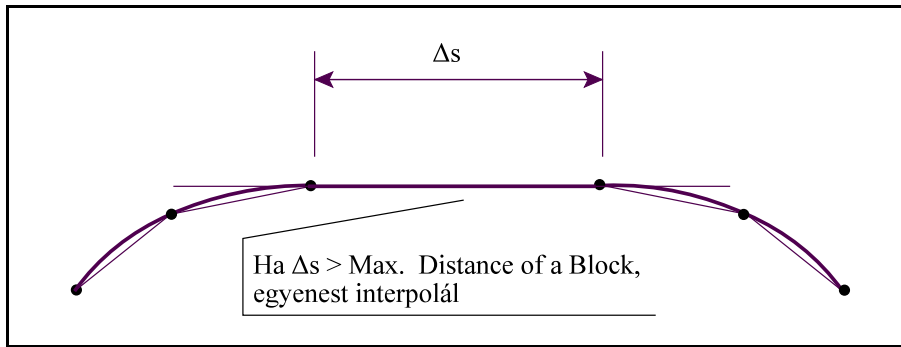 Δs
Ha Δs > Max. Distance of a Block,
egyenest interpolál